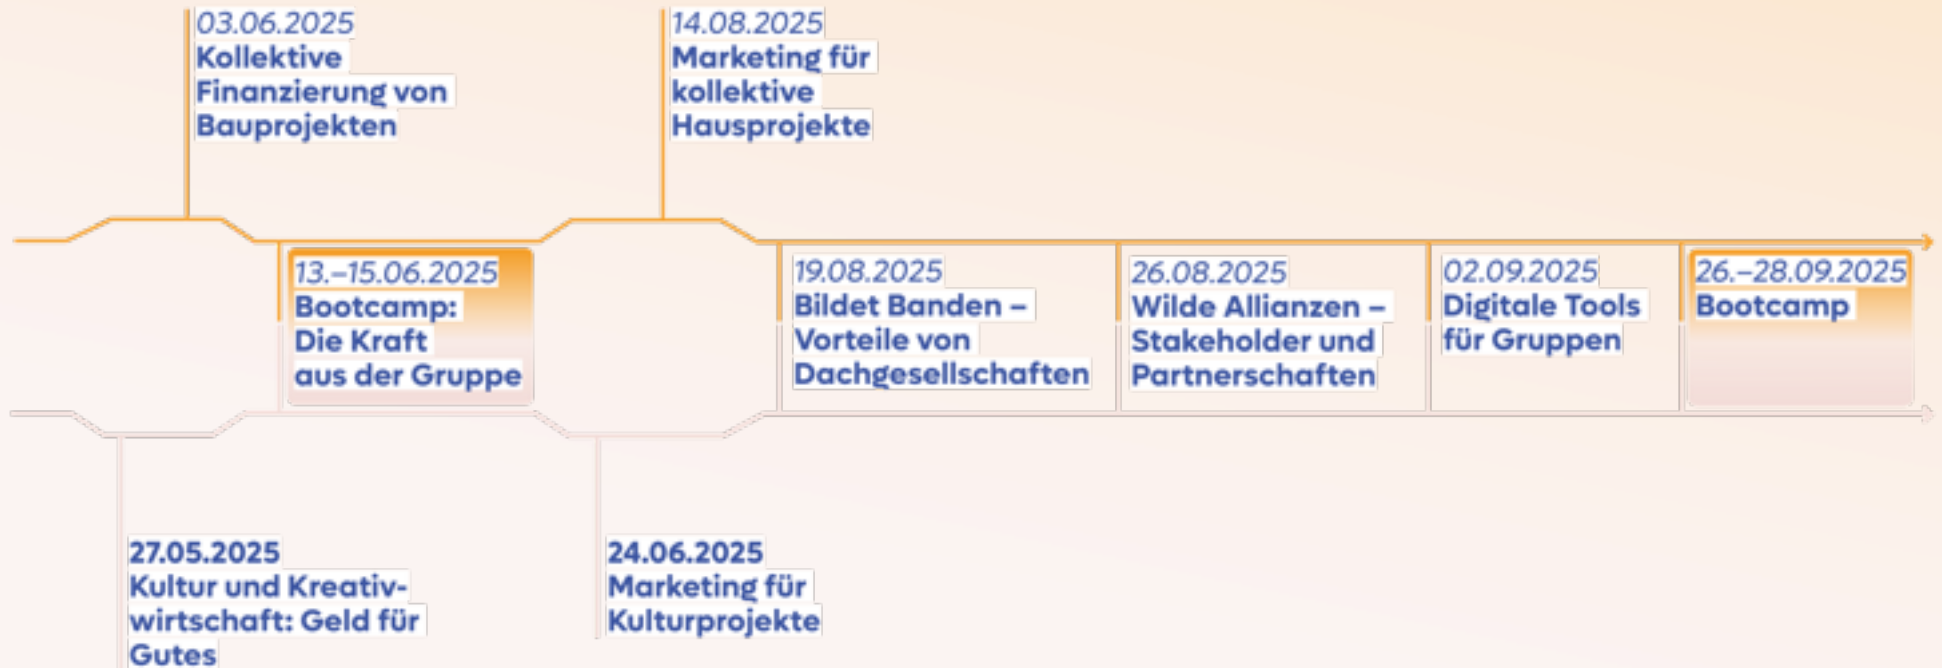 03.06.2025
Kollektive
Finanzierung von
Bauprojekten
14.08.2025
Marketing für
kollektive
Hausprojekte
13.–15.06.2025
Bootcamp:
Die Kraft
aus der Gruppe
19.08.2025
Bildet Banden –
Vorteile von
Dachgesellschaften
26.08.2025
Wilde Allianzen –
Stakeholder und
Partnerschaften
02.09.2025
Digitale Tools
für Gruppen
26.–28.09.2025
Bootcamp
27.05.2025
Kultur und Kreativ-
wirtschaft: Geld für
Gutes
24.06.2025
Marketing für
Kulturprojekte